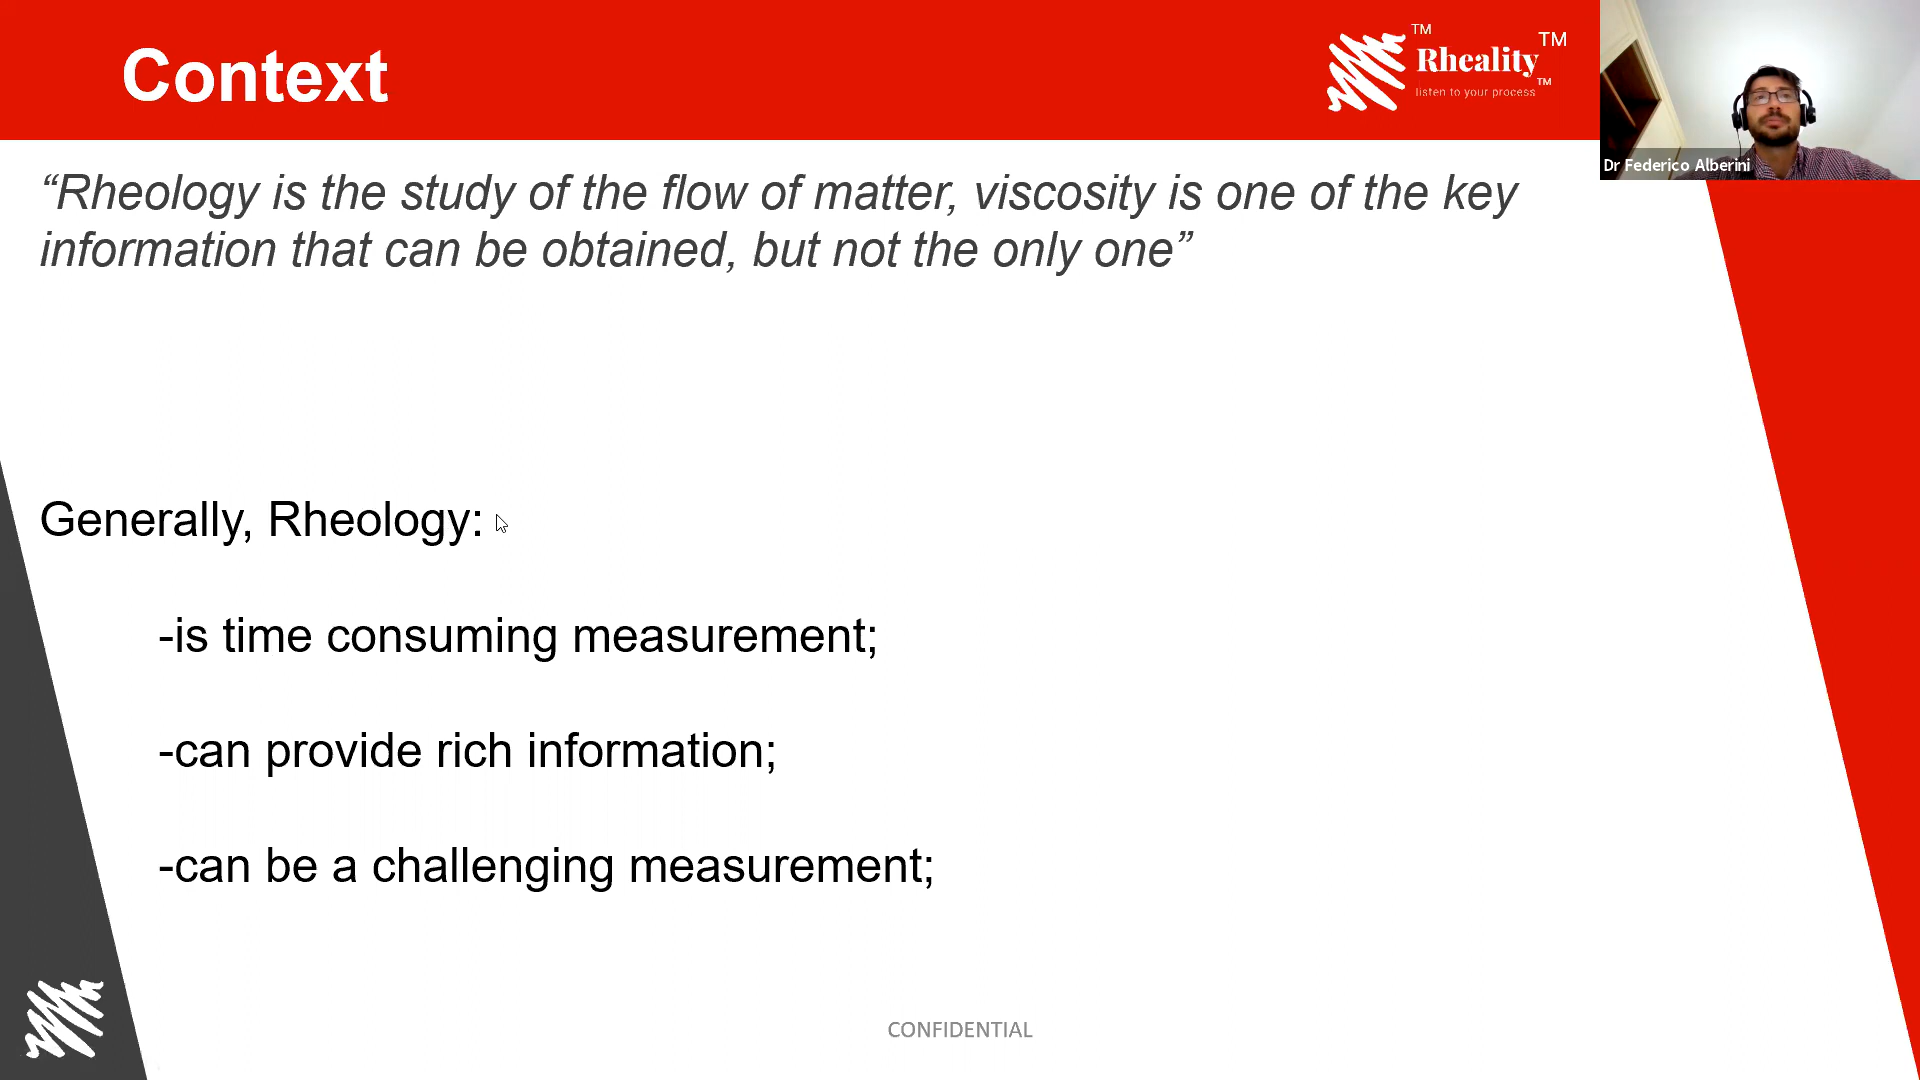 Context
TM
Rheality
TM
listen to your process
TM
Dr Federico Alberini
“Rheology is the study of the flow of matter, viscosity is one of the key
information that can be obtained, but not the only one”
Generally, Rheology:
-is time consuming measurement;
-can provide rich information;
-can be a challenging measurement;
CONFIDENTIAL